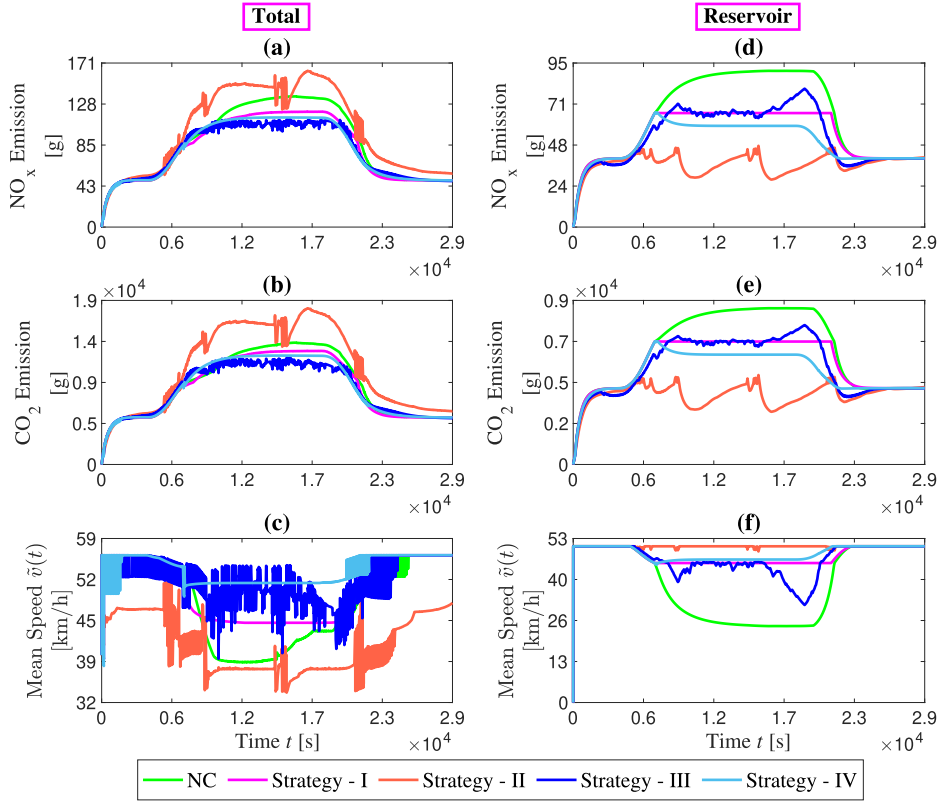 Total
Reservoir
(a)
171
128
85
43
0
NOx Emission
[g]
0 0.6 1.2 1.7 2.3 2.9
×10^4
(d)
95
71
48
24
0
NOx Emission
[g]
0 0.6 1.2 1.7 2.3 2.9
×10^4
(b)
×10^4
1.9
1.4
0.9
0.5
0
CO2 Emission
[g]
0 0.6 1.2 1.7 2.3 2.9
×10^4
(e)
×10^4
0.9
0.7
0.5
0.2
0
CO2 Emission
[g]
0 0.6 1.2 1.7 2.3 2.9
×10^4
(c)
59
52
45
39
32
Mean Speed ṽ(t)
[km/h]
0 0.6 1.2 1.7 2.3 2.9
Time t [s]
×10^4
(f)
53
40
26
13
0
Mean Speed ṽ(t)
[km/h]
0 0.6 1.2 1.7 2.3 2.9
Time t [s]
×10^4
NC Strategy - I Strategy - II Strategy - III Strategy - IV